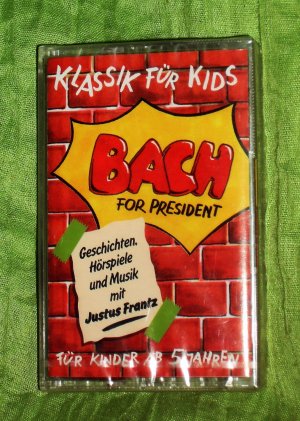 KLASSIK FÜR KIDS
BACH
FOR PRESIDENT
Geschichten,
Hörspiele
und Musik
mit
Justus Frantz
FÜR KINDER AB 5 JAHREN